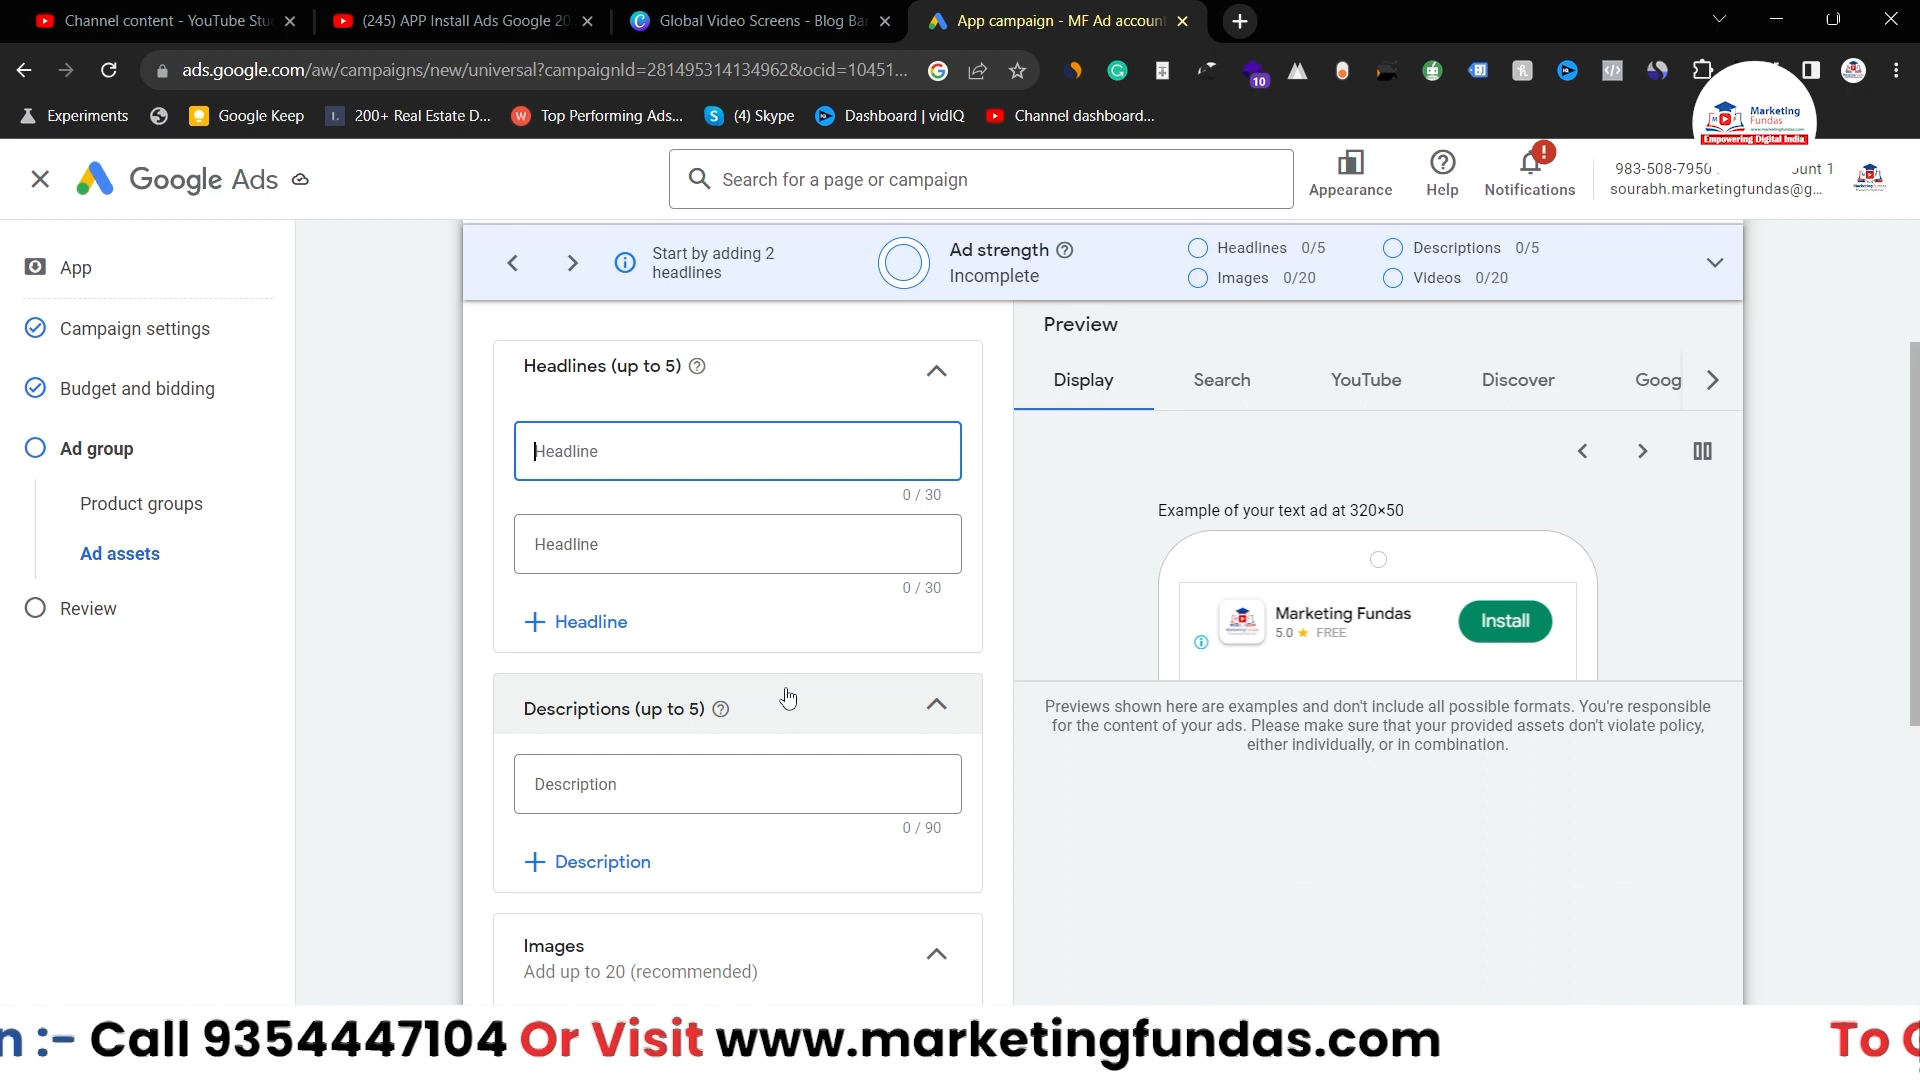 Channel content - YouTube Stu
(245) APP Install Ads Google 20
Global Video Screens - Blog Ba
App campaign - MF Ad account
ads.google.com/aw/campaigns/new/universal?campaignId=281495314134962&ocid=10451...
10
Experiments
Google Keep
200+ Real Estate D...
Top Performing Ads...
(4) Skype
Dashboard | vidIQ
Channel dashboard...
Marketing
Fundas
www.marketingfundas.com
Empowering Digital India
Google Ads
Search for a page or campaign
Appearance
Help
Notifications
983-508-7950
unt 1
sourabh.marketingfundas@g...
App
Campaign settings
Budget and bidding
Ad group
Product groups
Ad assets
Review
Start by adding 2
headlines
Ad strength
Incomplete
Headlines 0/5
Descriptions 0/5
Images 0/20
Videos 0/20
Headlines (up to 5)
Headline
0 / 30
Headline
0 / 30
+ Headline
Descriptions (up to 5)
Description
0 / 90
+ Description
Images
Add up to 20 (recommended)
Preview
Display
Search
YouTube
Discover
Goog
Example of your text ad at 320×50
Marketing Fundas
5.0 ★ FREE
Install
Previews shown here are examples and don't include all possible formats. You're responsible
for the content of your ads. Please make sure that your provided assets don't violate policy,
either individually, or in combination.
n :- Call 9354447104 Or Visit www.marketingfundas.com
To